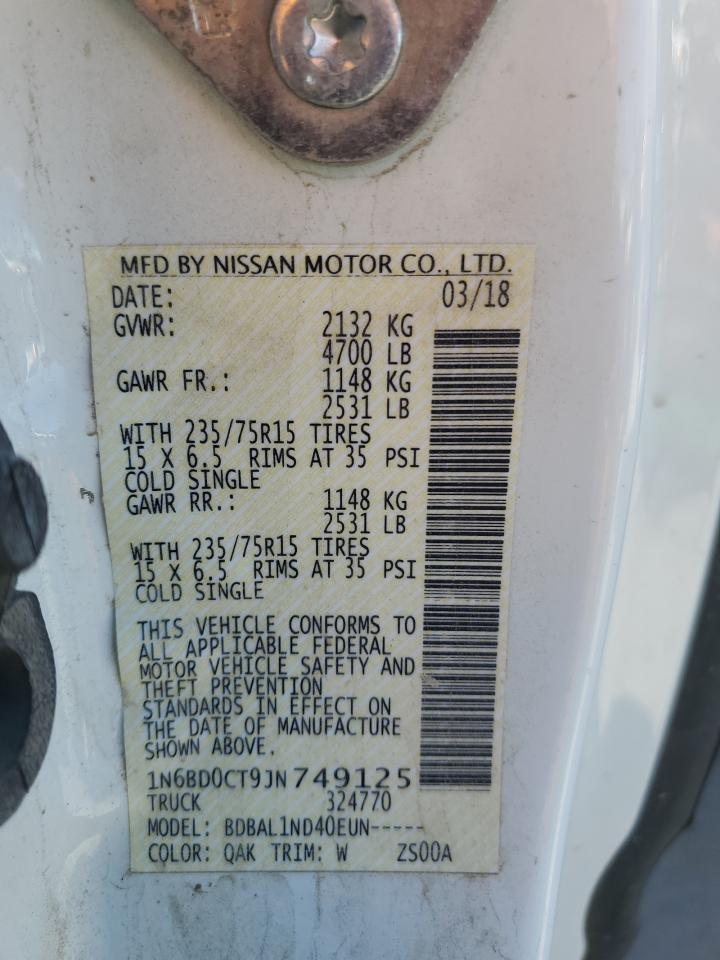 MFD BY NISSAN MOTOR CO., LTD.
DATE: 03/18
GVWR: 2132 KG
4700 LB
GAWR FR.: 1148 KG
2531 LB
WITH 235/75R15 TIRES
15 X 6.5 RIMS AT 35 PSI
COLD SINGLE
GAWR RR.: 1148 KG
2531 LB
WITH 235/75R15 TIRES
15 X 6.5 RIMS AT 35 PSI
COLD SINGLE
THIS VEHICLE CONFORMS TO
ALL APPLICABLE FEDERAL
MOTOR VEHICLE SAFETY AND
THEFT PREVENTION
STANDARDS IN EFFECT ON
THE DATE OF MANUFACTURE
SHOWN ABOVE.
1N6BD0CT9JN749125
TRUCK 324770
MODEL: BDBAL1ND40EUN-----
COLOR: QAK TRIM: W ZS00A